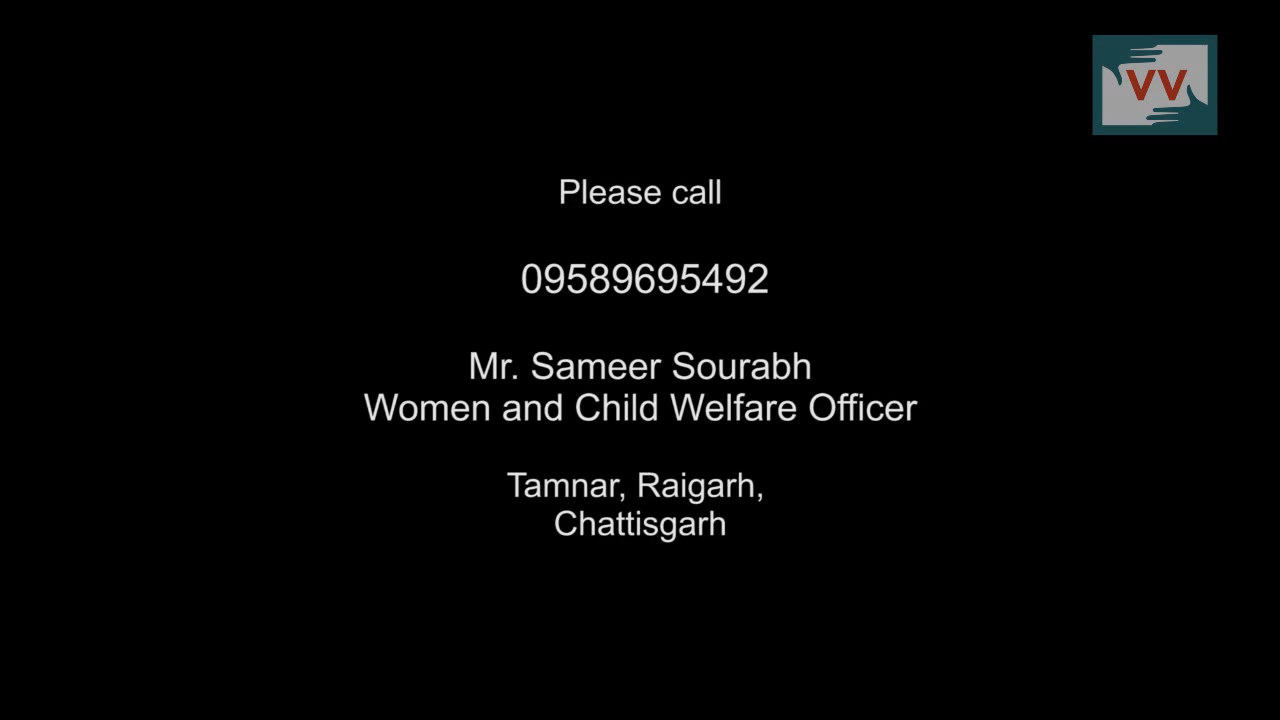 VV
Please call
09589695492
Mr. Sameer Sourabh
Women and Child Welfare Officer
Tamnar, Raigarh,
Chattisgarh